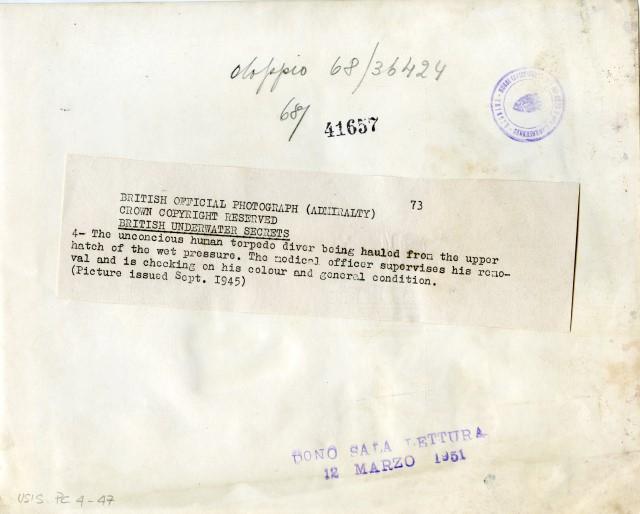 doppio 68/36424
68/ 41657
BRITISH OFFICIAL PHOTOGRAPH (ADMIRALTY) 73
CROWN COPYRIGHT RESERVED
BRITISH UNDERWATER SECRETS
4- The unconcious human torpedo diver being hauled from the upper
hatch of the wet pressure. The medical officer supervises his remo-
val and is checking on his colour and general condition.
(Picture issued Sept. 1945)
DONO SALA LETTURA
12 MARZO 1951
USIS PC 4-47